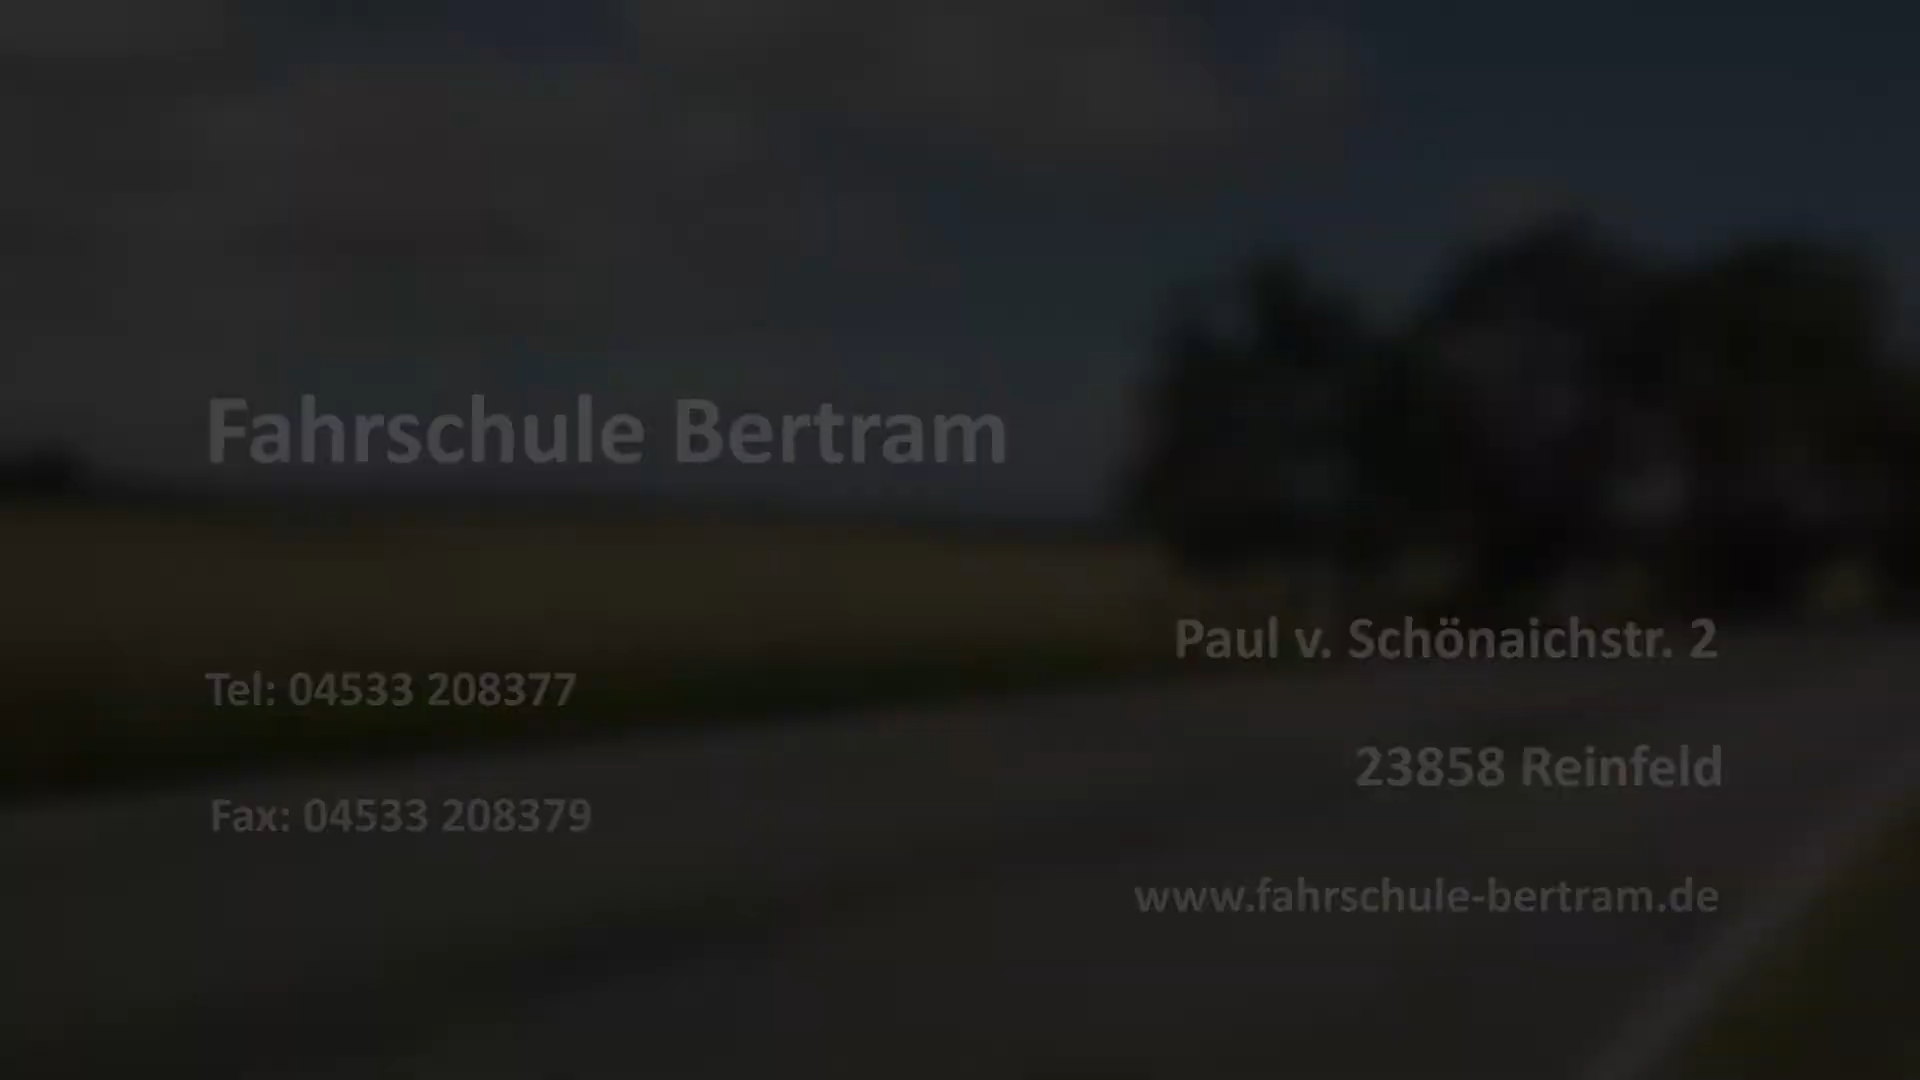 Fahrschule Bertram
Tel: 04533 208377
Fax: 04533 208379
Paul v. Schönaichstr. 2
23858 Reinfeld
www.fahrschule-bertram.de